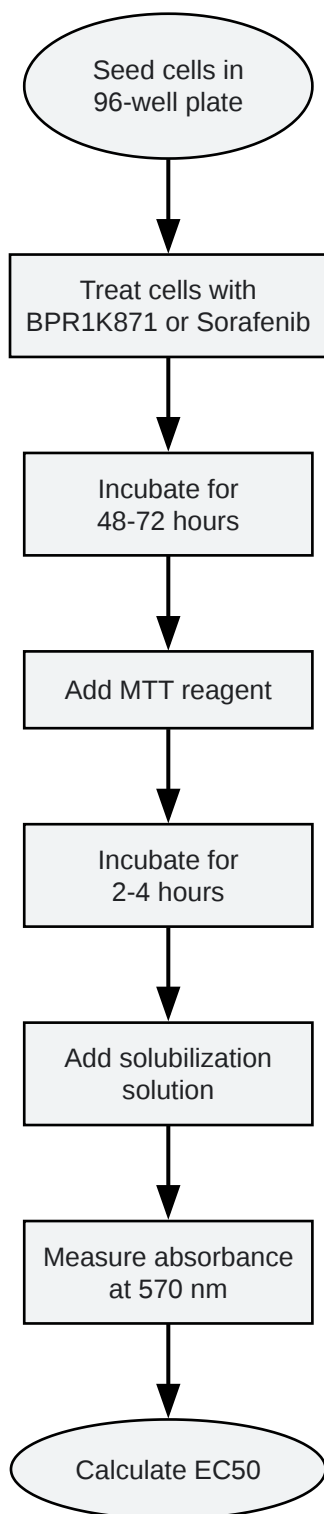 Seed cells in
96-well plate
Treat cells with
BPR1K871 or Sorafenib
Incubate for
48-72 hours
Add MTT reagent
Incubate for
2-4 hours
Add solubilization
solution
Measure absorbance
at 570 nm
Calculate EC50